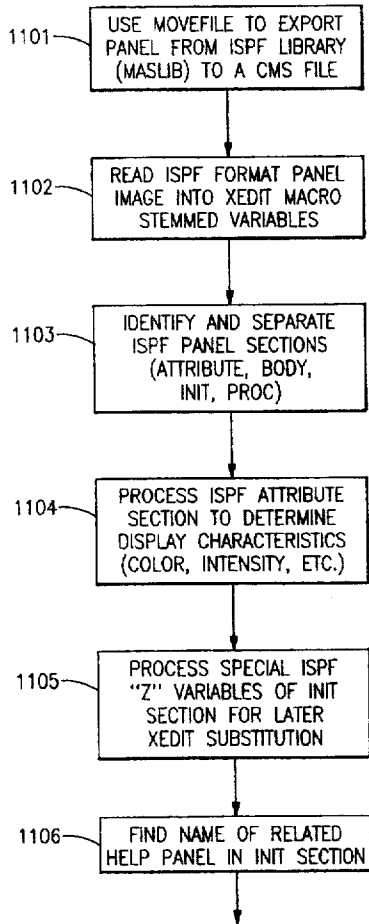 1101
USE MOVEFILE TO EXPORT
PANEL FROM ISPF LIBRARY
(MASLIB) TO A CMS FILE
1102
READ ISPF FORMAT PANEL
IMAGE INTO XEDIT MACRO
STEMMED VARIABLES
1103
IDENTIFY AND SEPARATE
ISPF PANEL SECTIONS
(ATTRIBUTE, BODY,
INIT, PROC)
1104
PROCESS ISPF ATTRIBUTE
SECTION TO DETERMINE
DISPLAY CHARACTERISTICS
(COLOR, INTENSITY, ETC.)
1105
PROCESS SPECIAL ISPF
"Z" VARIABLES OF INIT
SECTION FOR LATER
XEDIT SUBSTITUTION
1106
FIND NAME OF RELATED
HELP PANEL IN INIT SECTION